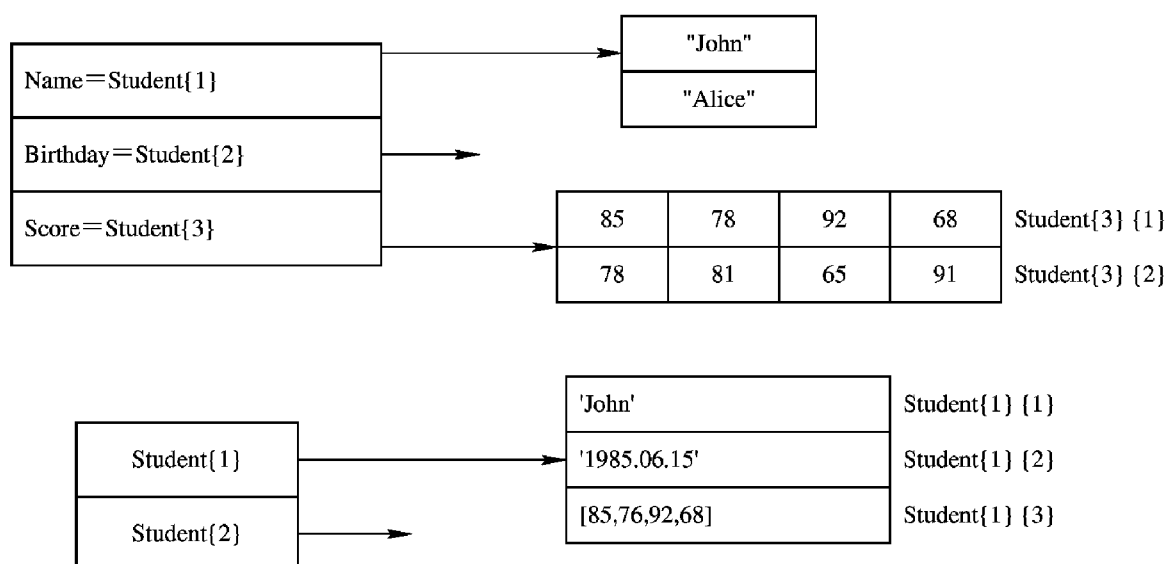 "John"
Name=Student{1}
"Alice"
Birthday=Student{2}
Score=Student{3}
85 78 92 68 Student{3} {1}
78 81 65 91 Student{3} {2}
'John' Student{1} {1}
Student{1} '1985.06.15' Student{1} {2}
[85,76,92,68] Student{1} {3}
Student{2}